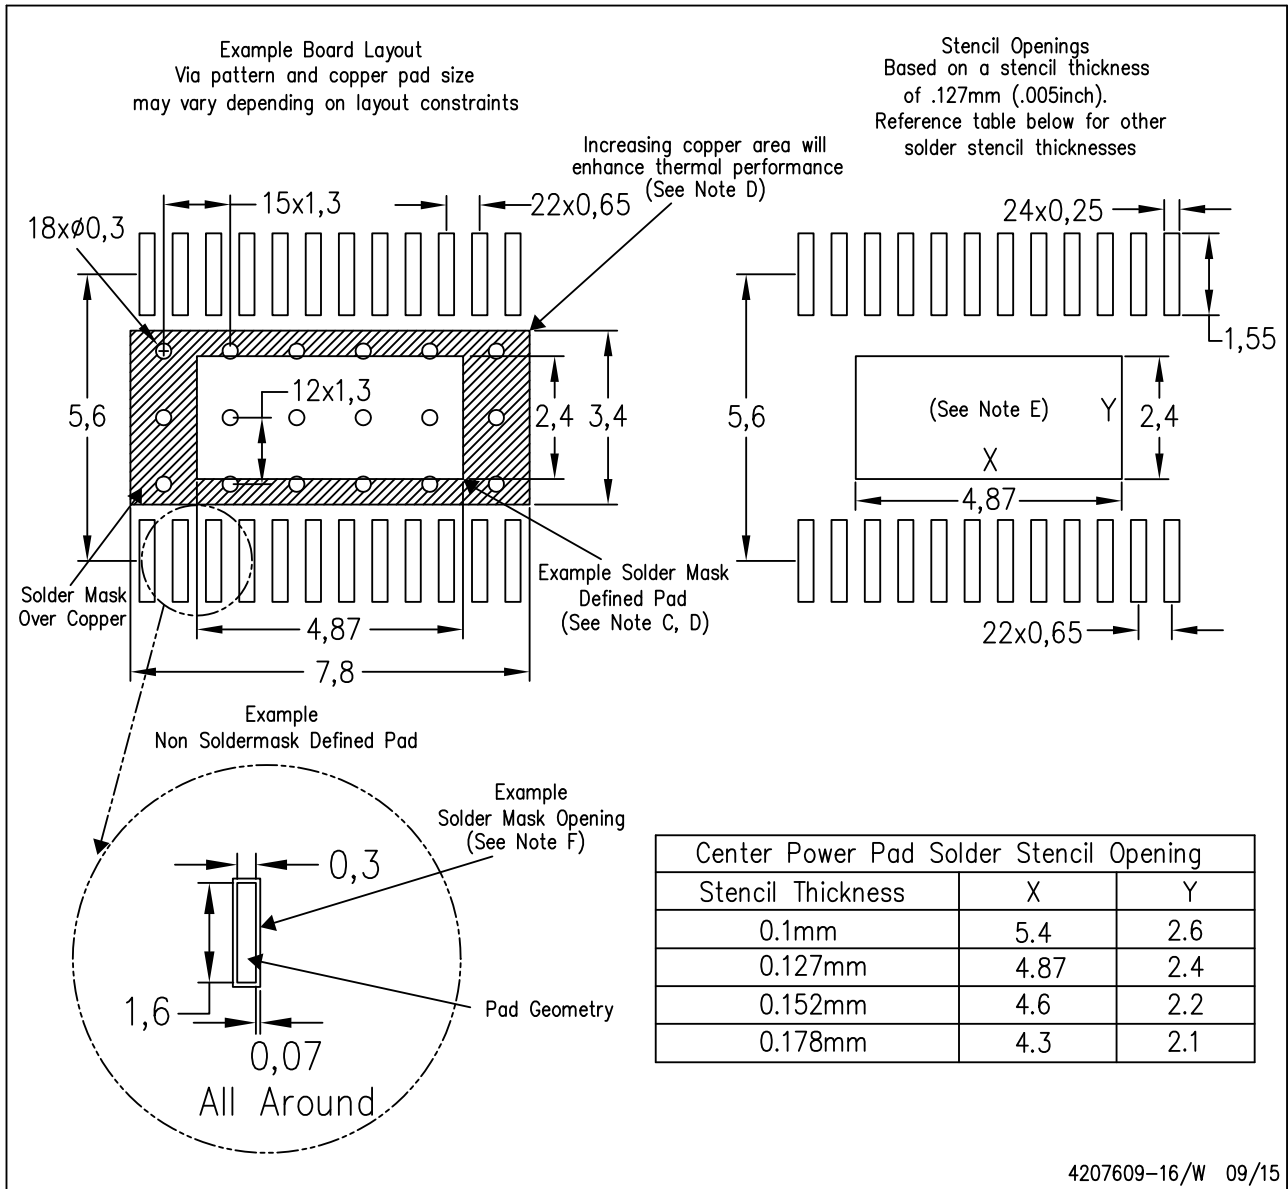 Example Board Layout
Via pattern and copper pad size
may vary depending on layout constraints
Stencil Openings
Based on a stencil thickness
of .127mm (.005inch).
Reference table below for other
solder stencil thicknesses
Increasing copper area will
enhance thermal performance
(See Note D)
15x1,3
22x0,65
18xø0,3
5,6
12x1,3
2,4
3,4
Solder Mask
Over Copper
4,87
7,8
Example Solder Mask
Defined Pad
(See Note C, D)
24x0,25
1,55
5,6
(See Note E)
Y
X
2,4
4,87
22x0,65
Example
Non Soldermask Defined Pad
Example
Solder Mask Opening
(See Note F)
0,3
1,6
0,07
All Around
Pad Geometry
Center Power Pad Solder Stencil Opening
Stencil Thickness X Y
0.1mm 5.4 2.6
0.127mm 4.87 2.4
0.152mm 4.6 2.2
0.178mm 4.3 2.1
4207609-16/W 09/15